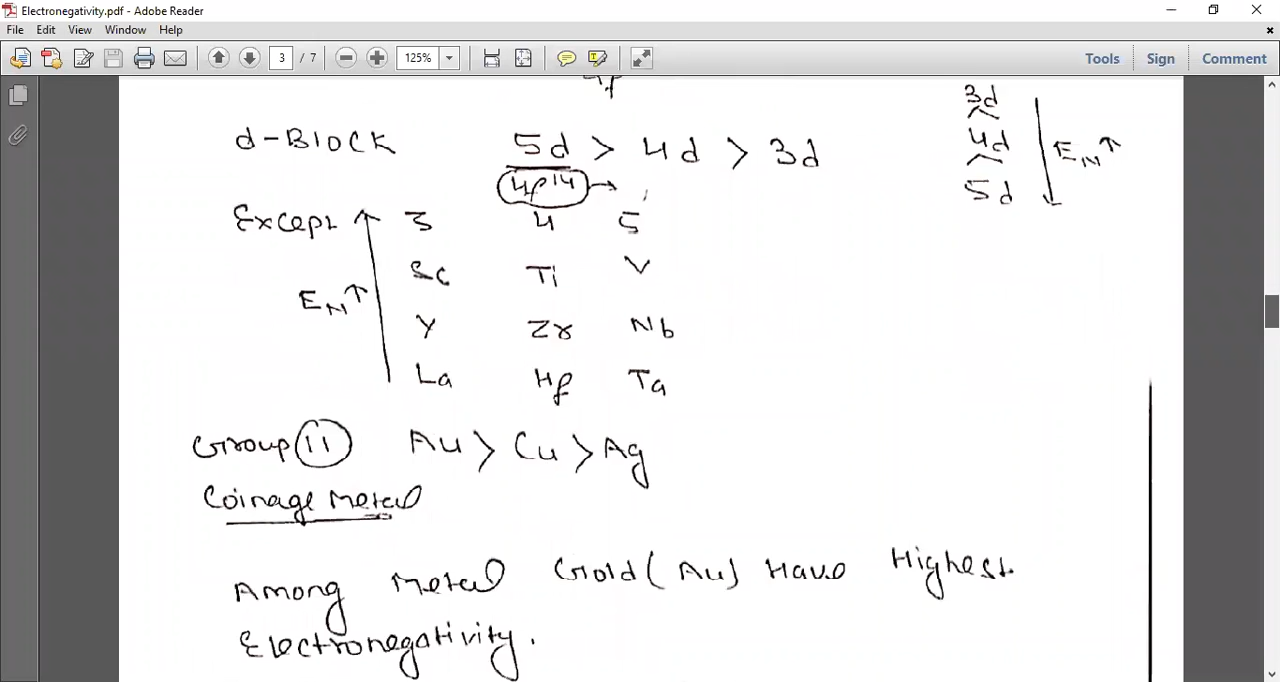 Electronegativity.pdf - Adobe Reader
File Edit View Window Help
3 / 7 125% Tools Sign Comment
3d
d-Block 5d > 4d > 3d 4d EN↑
4f14 → 5d
Except 3 4 5
Sc Ti V
EN↑
Y Zr Nb
La Hf Ta
Group 11 Au > Cu > Ag
Coinage Metal
Among Metal Gold (Au) Have Highest
Electronegativity.